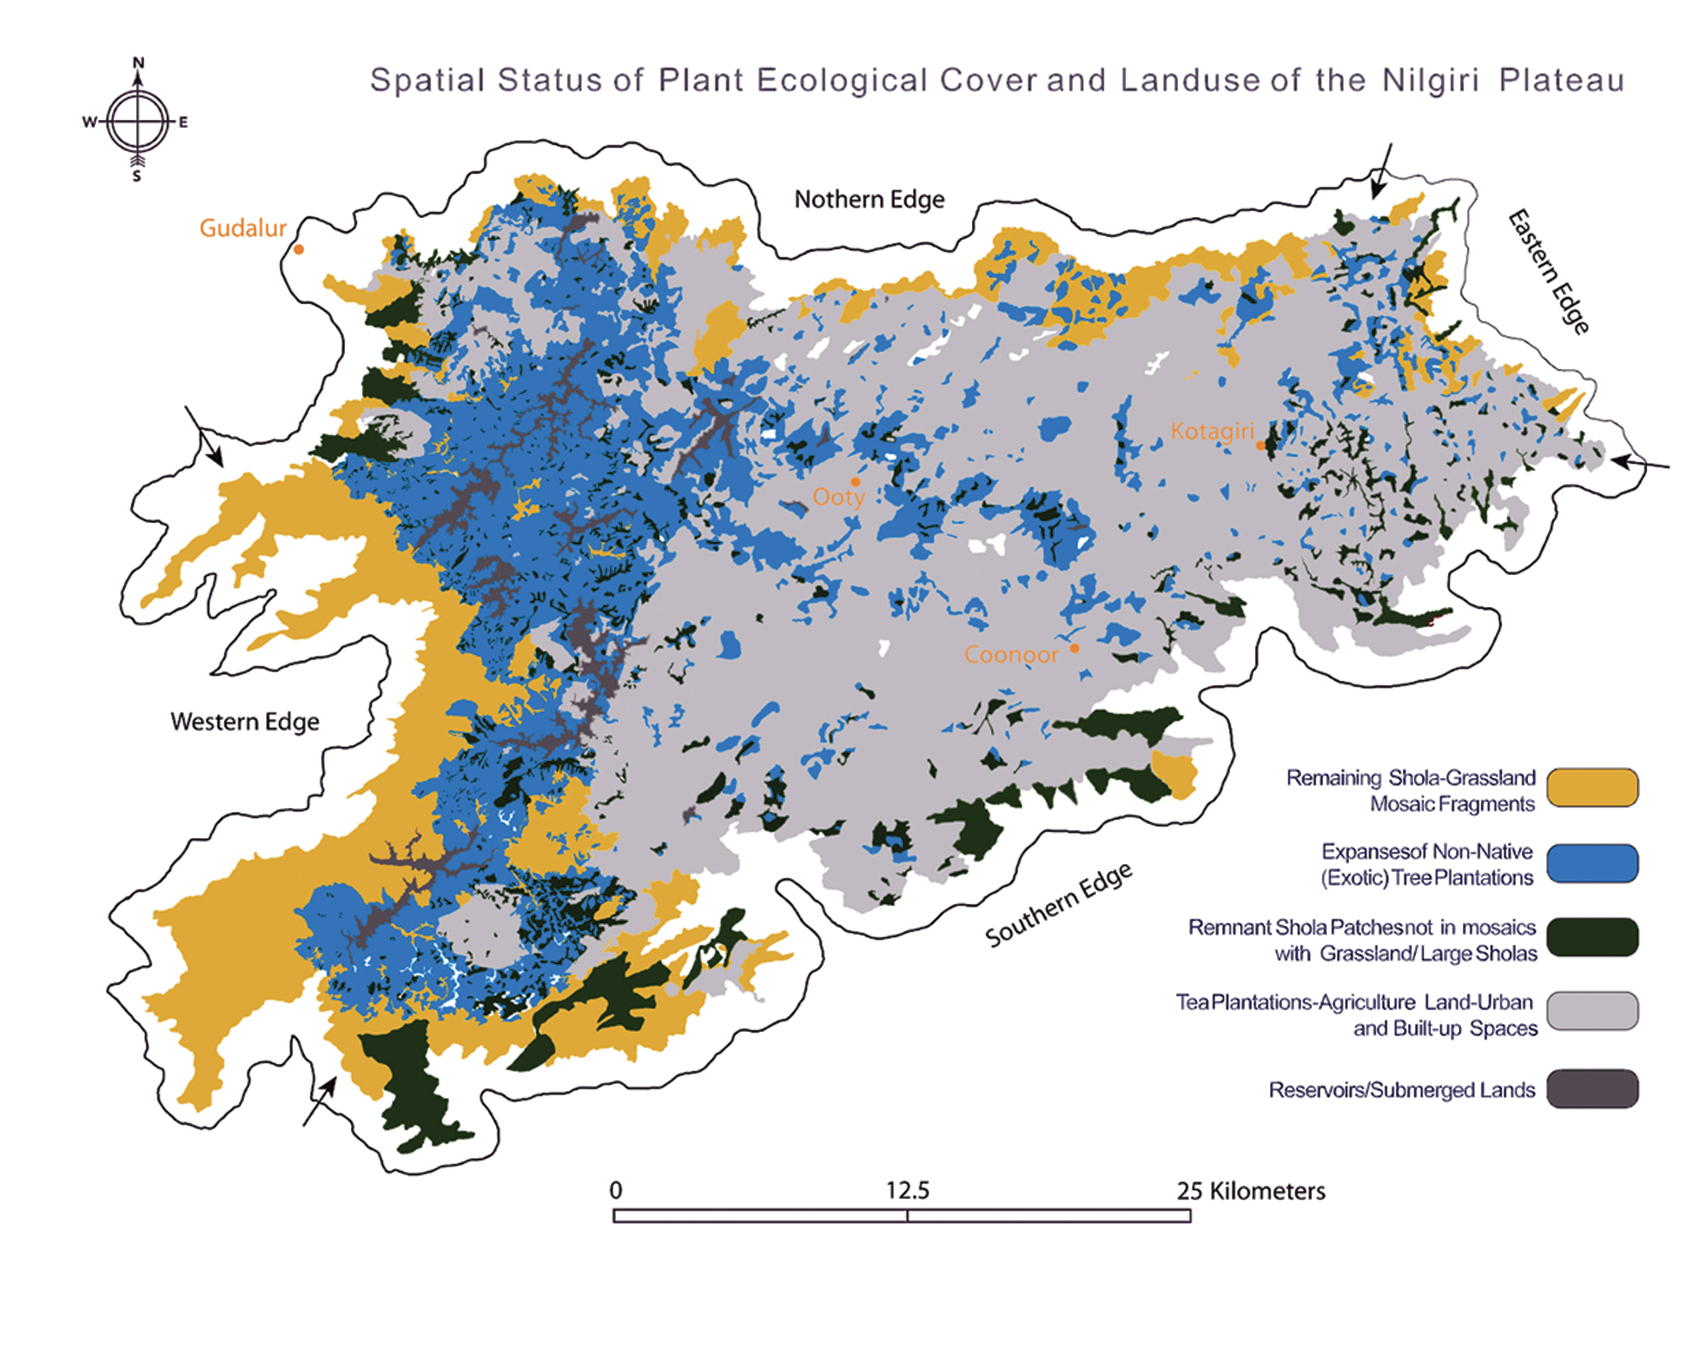 N
Spatial Status of Plant Ecological Cover and Landuse of the Nilgiri Plateau
W
E
S
Nothern Edge
Gudalur
Eastern Edge
Kotagiri
Ooty
Coonoor
Western Edge
Southern Edge
Remaining Shola-Grassland
Mosaic Fragments
Expansesof Non-Native
(Exotic) Tree Plantations
Remnant Shola Patchesnot in mosaics
with Grassland/Large Sholas
Tea Plantations-Agriculture Land-Urban
and Built-up Spaces
Reservoirs/Submerged Lands
0 12.5 25 Kilometers